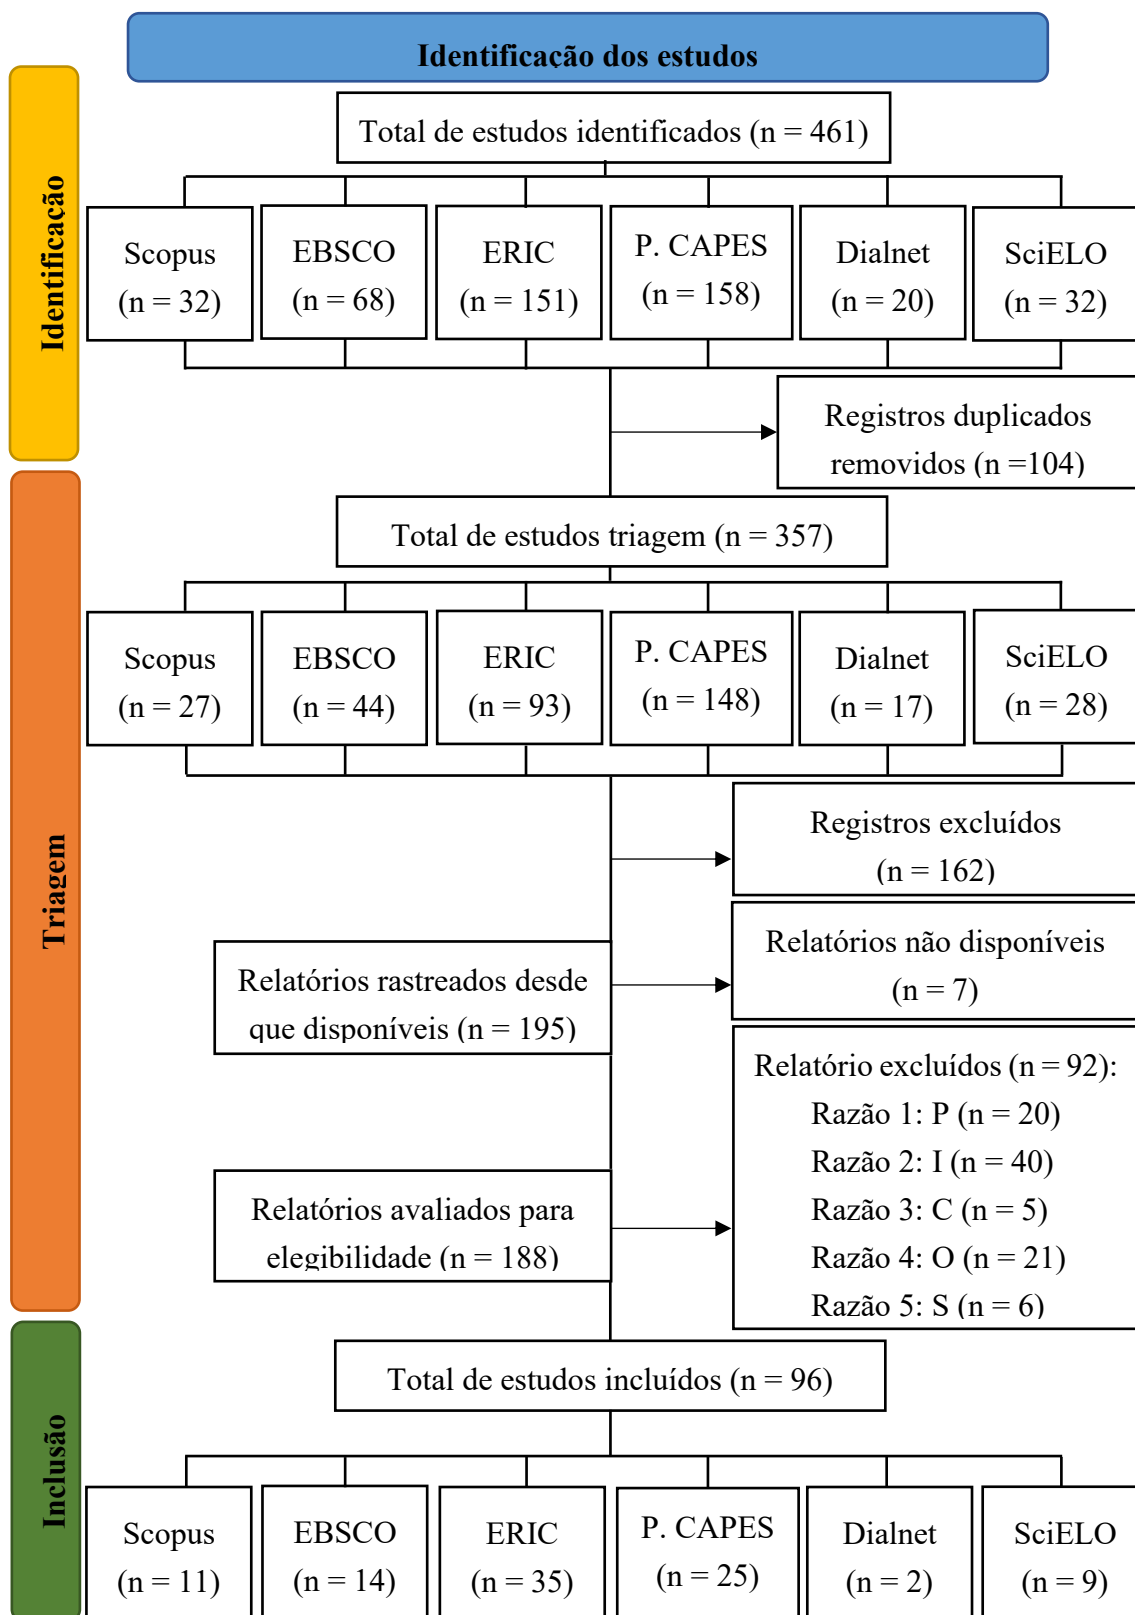 Identificação dos estudos
Identificação
Total de estudos identificados (n = 461)
Scopus
(n = 32)
EBSCO
(n = 68)
ERIC
(n = 151)
P. CAPES
(n = 158)
Dialnet
(n = 20)
SciELO
(n = 32)
Registros duplicados
removidos (n =104)
Triagem
Total de estudos triagem (n = 357)
Scopus
(n = 27)
EBSCO
(n = 44)
ERIC
(n = 93)
P. CAPES
(n = 148)
Dialnet
(n = 17)
SciELO
(n = 28)
Registros excluídos
(n = 162)
Relatórios rastreados desde
que disponíveis (n = 195)
Relatórios não disponíveis
(n = 7)
Relatórios avaliados para
elegibilidade (n = 188)
Relatório excluídos (n = 92):
Razão 1: P (n = 20)
Razão 2: I (n = 40)
Razão 3: C (n = 5)
Razão 4: O (n = 21)
Razão 5: S (n = 6)
Inclusão
Total de estudos incluídos (n = 96)
Scopus
(n = 11)
EBSCO
(n = 14)
ERIC
(n = 35)
P. CAPES
(n = 25)
Dialnet
(n = 2)
SciELO
(n = 9)